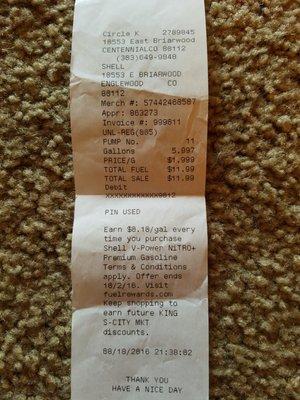 Circle K 2789845
18553 East Briarwood
CENTENNIALCO 80112
(303)649-9840
SHELL
18553 E BRIARWOOD
ENGLEWOOD CO
80112
Merch #: 57442468587
Appr: 863273
Invoice #: 999611
UNL-REG(885)
PUMP No. 11
Gallons 5.997
PRICE/G $1.999
TOTAL FUEL $11.99
TOTAL SALE $11.99
Debit
XXXXXXXXXXXX9812
PIN USED
Earn $0.10/gal every
time you purchase
Shell V-Power NiTRO+
Premium Gasoline
Terms & Conditions
apply. Offer ends
10/2/16. Visit
fuelrewards.com
Keep shopping to
earn future KING
S-CITY MKT
discounts.
08/18/2016 21:38:02
THANK YOU
HAVE A NICE DAY